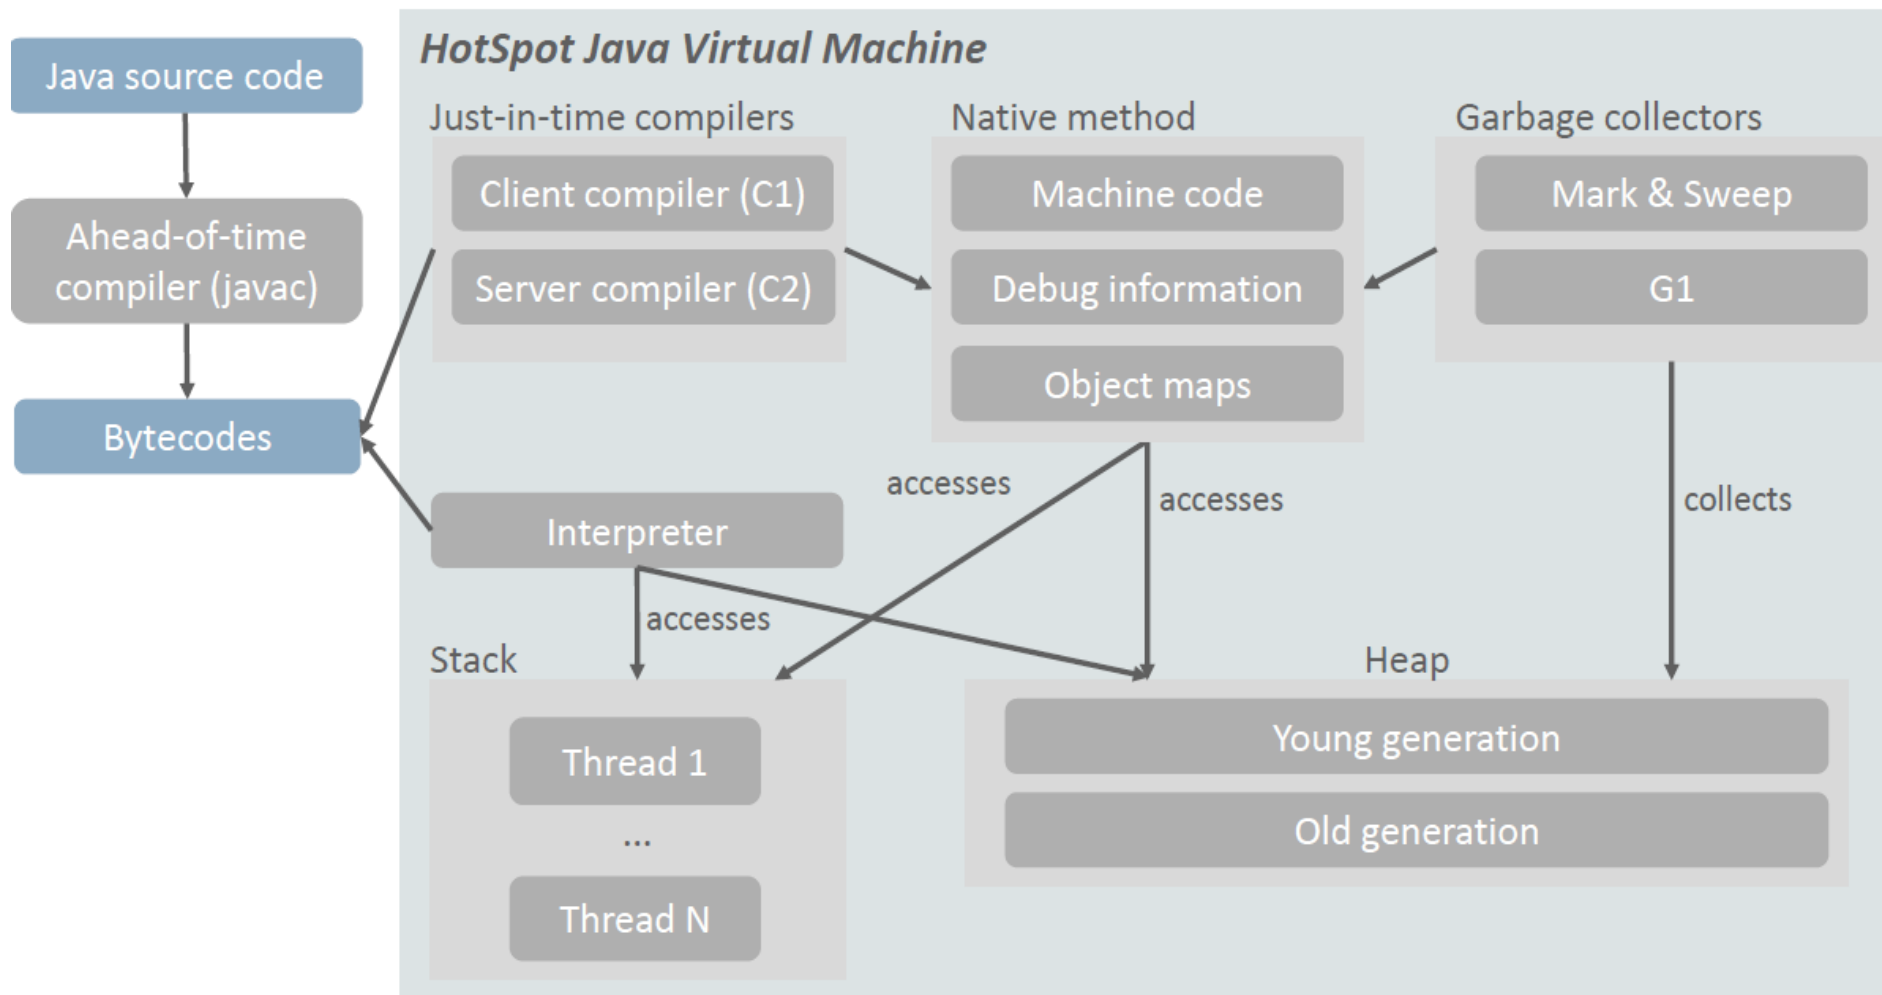 HotSpot Java Virtual Machine
Java source code
Ahead-of-time
compiler (javac)
Bytecodes
Just-in-time compilers
Client compiler (C1)
Server compiler (C2)
Native method
Machine code
Debug information
Object maps
Garbage collectors
Mark & Sweep
G1
Interpreter
accesses
accesses
collects
accesses
Stack
Thread 1
...
Thread N
Heap
Young generation
Old generation